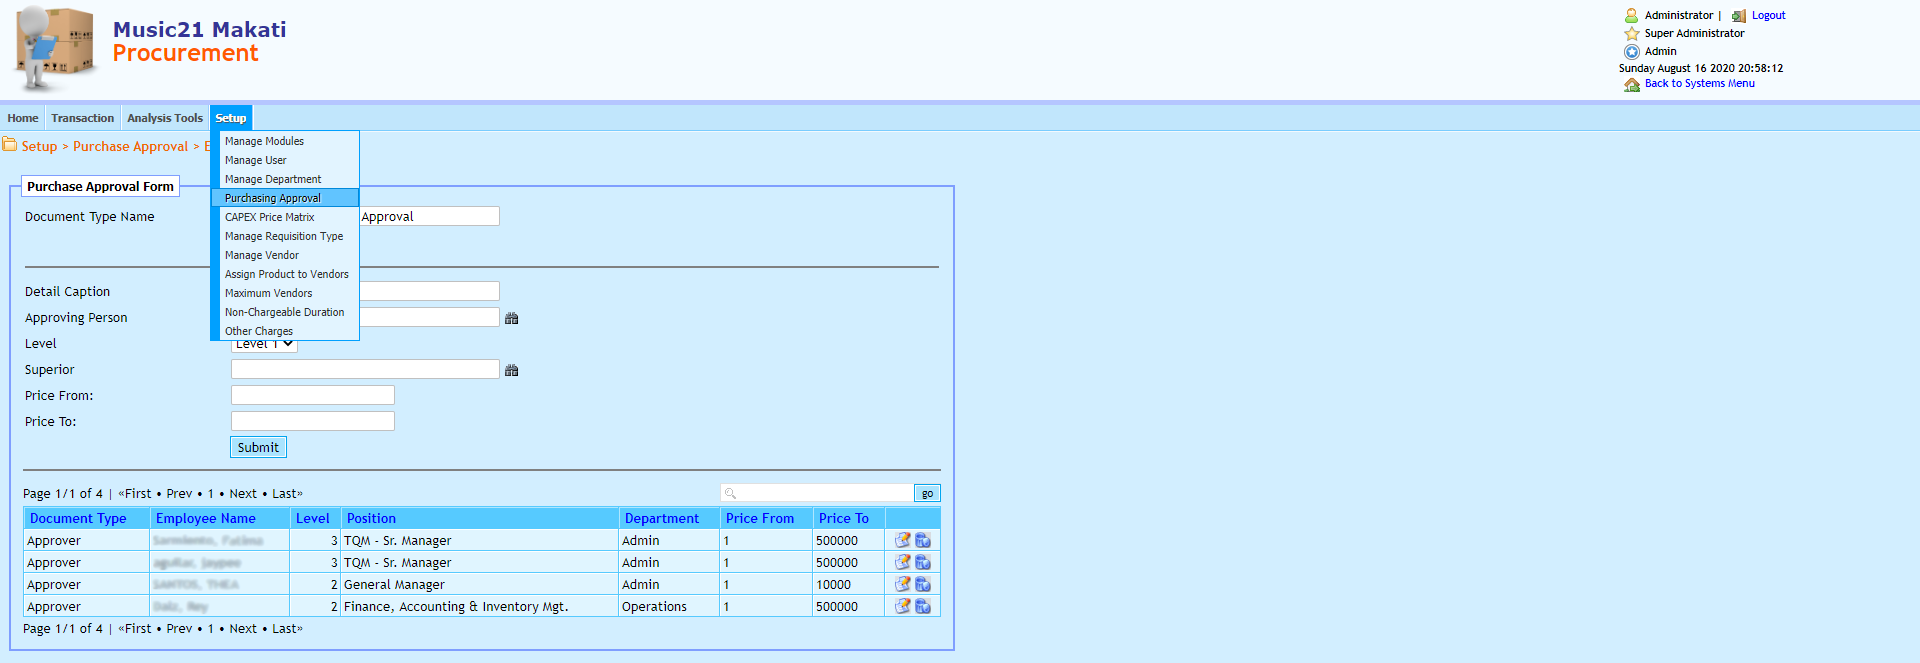 Music21 Makati
Procurement
Administrator | Logout
Super Administrator
Admin
Sunday August 16 2020 20:58:12
Back to Systems Menu
Home Transaction Analysis Tools Setup
Manage Modules
Manage User
Manage Department
Purchasing Approval
CAPEX Price Matrix
Manage Requisition Type
Manage Vendor
Assign Product to Vendors
Maximum Vendors
Non-Chargeable Duration
Other Charges
Setup > Purchase Approval > E
Purchase Approval Form
Document Type Name Approval
Detail Caption
Approving Person
Level Level 1
Superior
Price From:
Price To:
Submit
Page 1/1 of 4 | «First • Prev • 1 • Next • Last» go
Document Type Employee Name Level Position Department Price From Price To
Approver 3 TQM - Sr. Manager Admin 1 500000
Approver 3 TQM - Sr. Manager Admin 1 500000
Approver 2 General Manager Admin 1 10000
Approver 2 Finance, Accounting & Inventory Mgt. Operations 1 500000
Page 1/1 of 4 | «First • Prev • 1 • Next • Last»